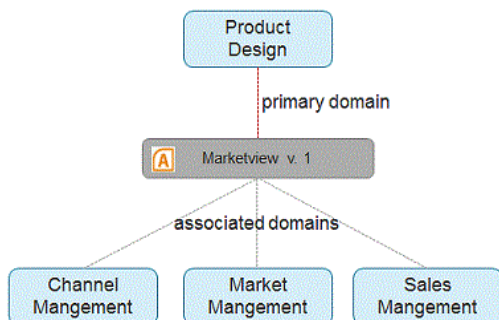 Product
Design
primary domain
A Marketview v. 1
associated domains
Channel
Mangement
Market
Mangement
Sales
Mangement